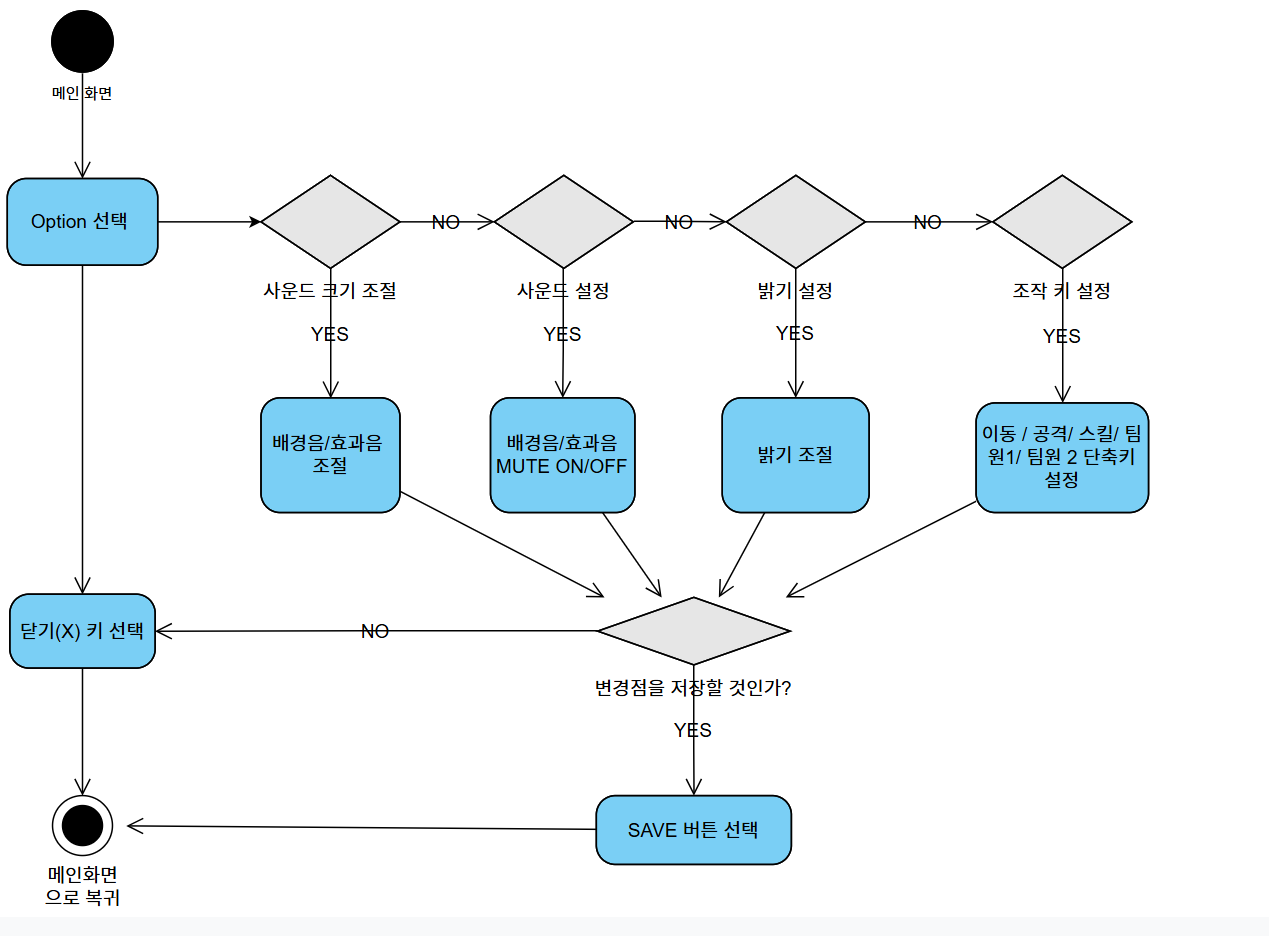 메인 화면
Option 선택
NO
NO
NO
사운드 크기 조절
사운드 설정
밝기 설정
조작 키 설정
YES
YES
YES
YES
배경음/효과음
조절
배경음/효과음
MUTE ON/OFF
밝기 조절
이동 / 공격/ 스킬/ 팀
원1/ 팀원 2 단축키
설정
닫기(X) 키 선택
NO
변경점을 저장할 것인가?
YES
SAVE 버튼 선택
메인화면
으로 복귀